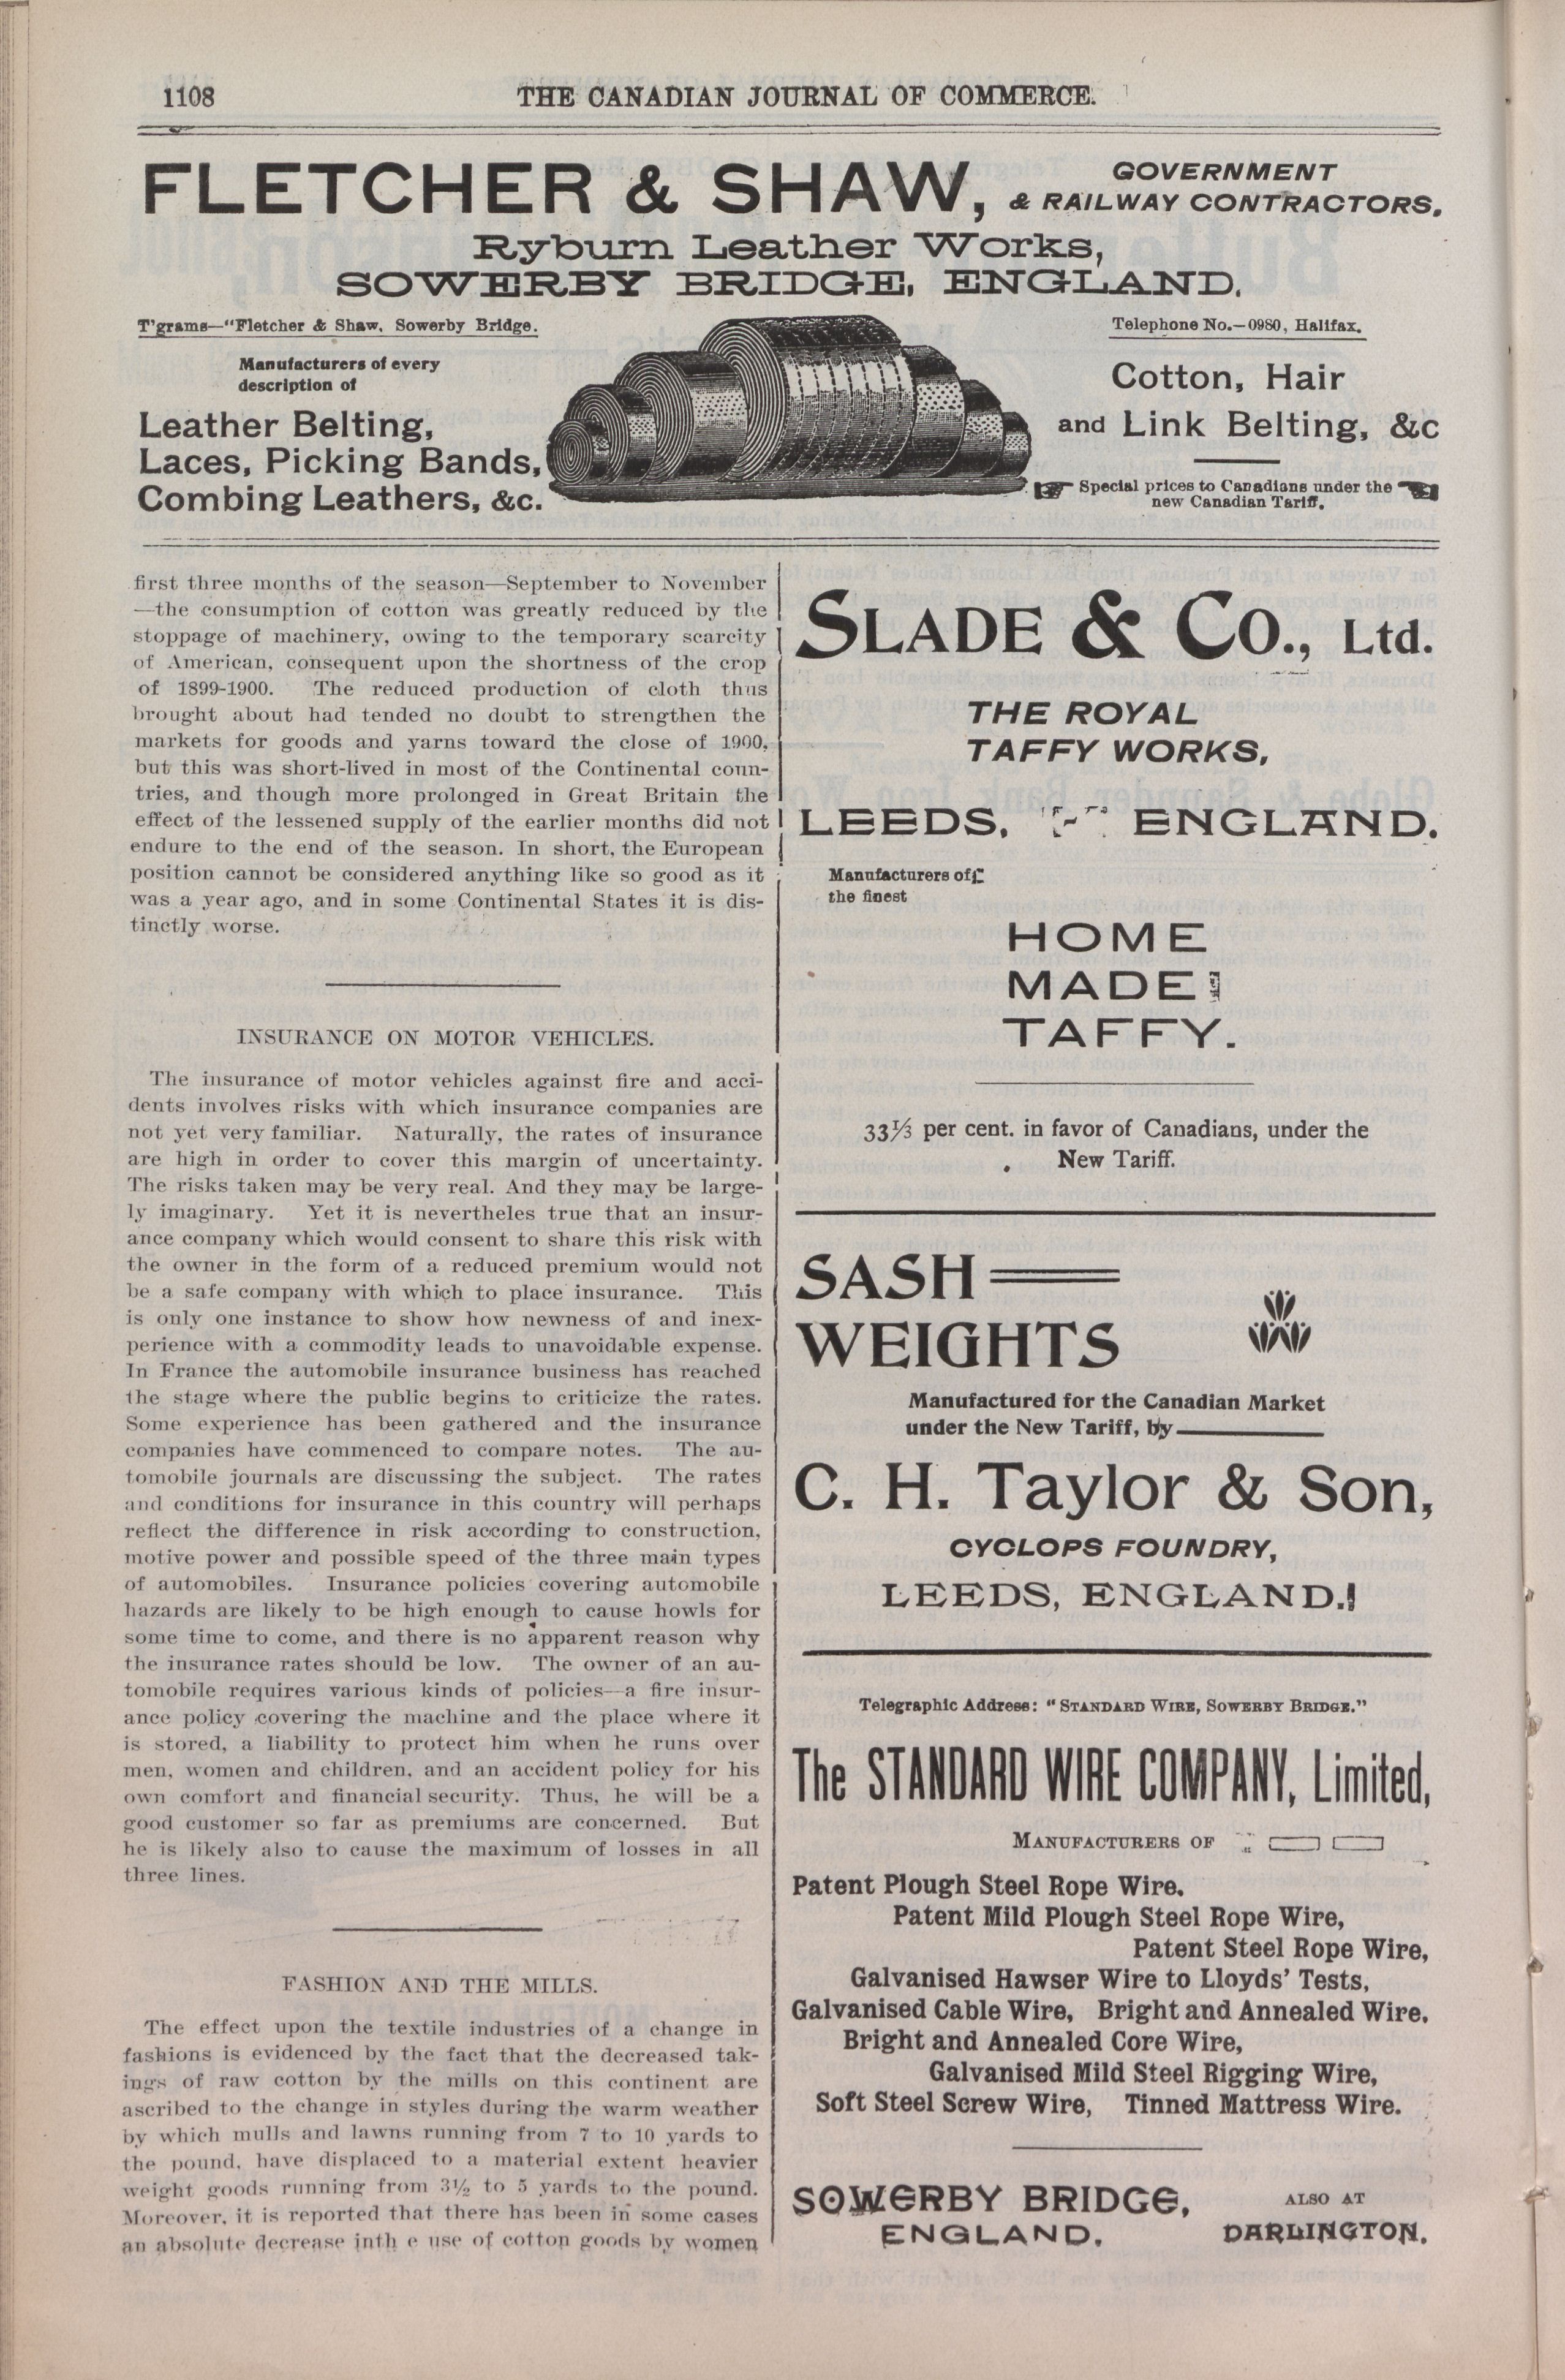 1108
THE CANADIAN JOURNAL OF COMMERCE.
FLETCHER & SHAW,
GOVERNMENT
& RAILWAY CONTRACTORS,
Ryburn Leather Works,
SOWERBY BRIDGE, ENGLAND.
T'grams—"Fletcher & Shaw, Sowerby Bridge.
Manufacturers of every
description of
Leather Belting,
Laces, Picking Bands,
Combing Leathers, &c.
Telephone No.—0980, Halifax.
Cotton, Hair
and Link Belting, &c
Special prices to Canadians under the
new Canadian Tariff.
first three months of the season—September to November
—the consumption of cotton was greatly reduced by the
stoppage of machinery, owing to the temporary scarcity
of American, consequent upon the shortness of the crop
of 1899-1900. The reduced production of cloth thus
brought about had tended no doubt to strengthen the
markets for goods and yarns toward the close of 1900,
but this was short-lived in most of the Continental coun-
tries, and though more prolonged in Great Britain the
effect of the lessened supply of the earlier months did not
endure to the end of the season. In short, the European
position cannot be considered anything like so good as it
was a year ago, and in some Continental States it is dis-
tinctly worse.
INSURANCE ON MOTOR VEHICLES.
The insurance of motor vehicles against fire and acci-
dents involves risks with which insurance companies are
not yet very familiar. Naturally, the rates of insurance
are high in order to cover this margin of uncertainty.
The risks taken may be very real. And they may be large-
ly imaginary. Yet it is nevertheles true that an insur-
ance company which would consent to share this risk with
the owner in the form of a reduced premium would not
be a safe company with which to place insurance. This
is only one instance to show how newness of and inex-
perience with a commodity leads to unavoidable expense.
In France the automobile insurance business has reached
the stage where the public begins to criticize the rates.
Some experience has been gathered and the insurance
companies have commenced to compare notes. The au-
tomobile journals are discussing the subject. The rates
and conditions for insurance in this country will perhaps
reflect the difference in risk according to construction,
motive power and possible speed of the three main types
of automobiles. Insurance policies covering automobile
hazards are likely to be high enough to cause howls for
some time to come, and there is no apparent reason why
the insurance rates should be low. The owner of an au-
tomobile requires various kinds of policies—a fire insur-
ance policy covering the machine and the place where it
is stored, a liability to protect him when he runs over
men, women and children, and an accident policy for his
own comfort and financial security. Thus, he will be a
good customer so far as premiums are concerned. But
he is likely also to cause the maximum of losses in all
three lines.
FASHION AND THE MILLS.
The effect upon the textile industries of a change in
fashions is evidenced by the fact that the decreased tak-
ings of raw cotton by the mills on this continent are
ascribed to the change in styles during the warm weather
by which mulls and lawns running from 7 to 10 yards to
the pound, have displaced to a material extent heavier
weight goods running from 3½ to 5 yards to the pound.
Moreover, it is reported that there has been in some cases
an absolute decrease inth e use of cotton goods by women
SLADE & CO., Ltd.
THE ROYAL
TAFFY WORKS,
LEEDS, ENGLAND.
Manufacturers of
the finest
HOME
MADE
TAFFY.
33⅓ per cent. in favor of Canadians, under the
New Tariff.
SASH
WEIGHTS
Manufactured for the Canadian Market
under the New Tariff, by
C. H. Taylor & Son,
CYCLOPS FOUNDRY,
LEEDS, ENGLAND.
Telegraphic Address: "STANDARD WIRE, SOWERBY BRIDGE."
The STANDARD WIRE COMPANY, Limited,
MANUFACTURERS OF
Patent Plough Steel Rope Wire.
Patent Mild Plough Steel Rope Wire,
Patent Steel Rope Wire,
Galvanised Hawser Wire to Lloyds' Tests,
Galvanised Cable Wire, Bright and Annealed Wire,
Bright and Annealed Core Wire,
Galvanised Mild Steel Rigging Wire,
Soft Steel Screw Wire, Tinned Mattress Wire.
SOWERBY BRIDGE,
ENGLAND.
ALSO AT
DARLINGTON.